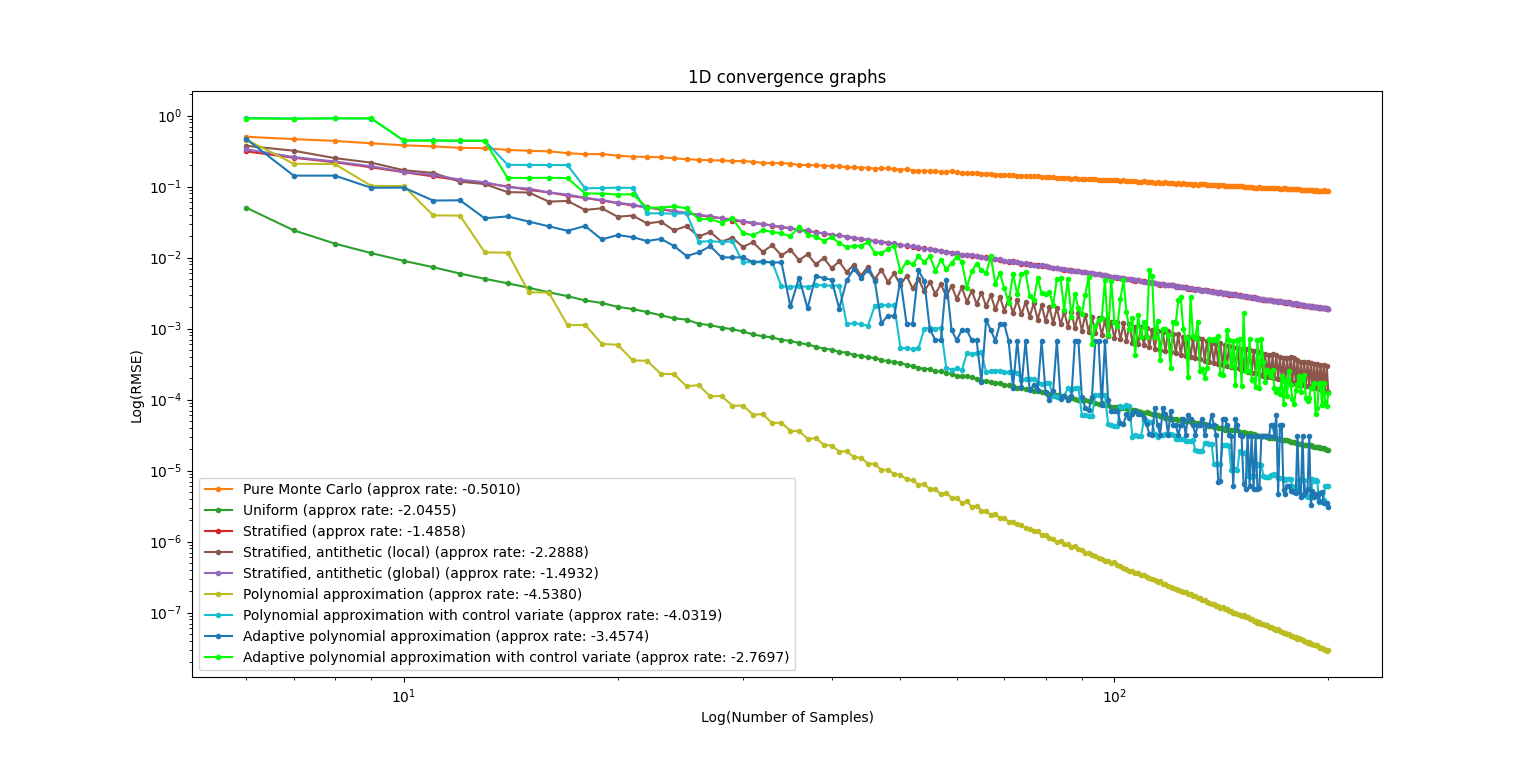 1D convergence graphs
Log(RMSE)
10⁰
10⁻¹
10⁻²
10⁻³
10⁻⁴
10⁻⁵
10⁻⁶
10⁻⁷
Pure Monte Carlo (approx rate: -0.5010)
Uniform (approx rate: -2.0455)
Stratified (approx rate: -1.4858)
Stratified, antithetic (local) (approx rate: -2.2888)
Stratified, antithetic (global) (approx rate: -1.4932)
Polynomial approximation (approx rate: -4.5380)
Polynomial approximation with control variate (approx rate: -4.0319)
Adaptive polynomial approximation (approx rate: -3.4574)
Adaptive polynomial approximation with control variate (approx rate: -2.7697)
10¹ 10²
Log(Number of Samples)